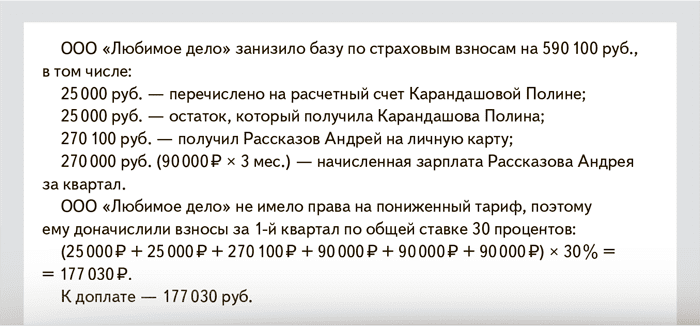 ООО «Любимое дело» занизило базу по страховым взносам на 590 100 руб.,
в том числе:
25 000 руб. — перечислено на расчетный счет Карандашовой Полине;
25 000 руб. — остаток, который получила Карандашова Полина;
270 100 руб. — получил Рассказов Андрей на личную карту;
270 000 руб. (90 000 ₽ × 3 мес.) — начисленная зарплата Рассказова Андрея
за квартал.
ООО «Любимое дело» не имело права на пониженный тариф, поэтому
ему доначислили взносы за 1-й квартал по общей ставке 30 процентов:
(25 000 ₽ + 25 000 ₽ + 270 100 ₽ + 90 000 ₽ + 90 000 ₽ + 90 000 ₽) × 30 % =
= 177 030 ₽.
К доплате — 177 030 руб.